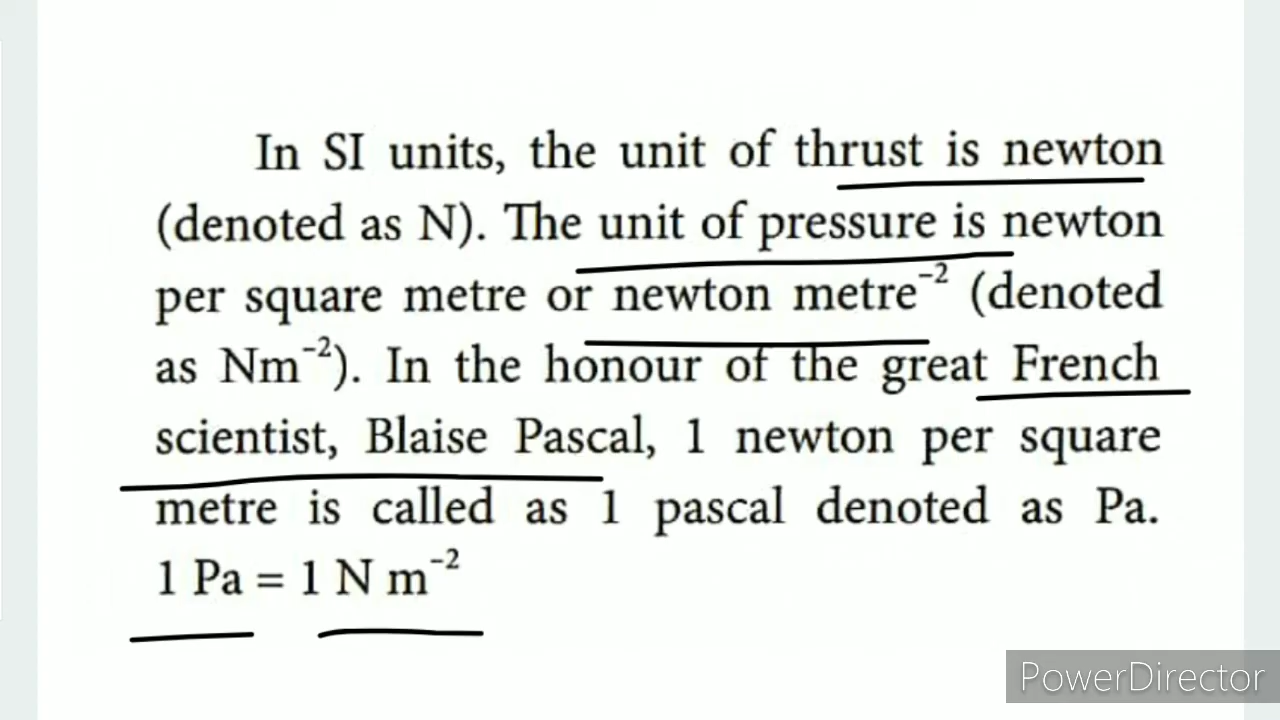 In SI units, the unit of thrust is newton
(denoted as N). The unit of pressure is newton
per square metre or newton metre⁻² (denoted
as Nm⁻²). In the honour of the great French
scientist, Blaise Pascal, 1 newton per square
metre is called as 1 pascal denoted as Pa.
1 Pa = 1 N m⁻²
PowerDirector